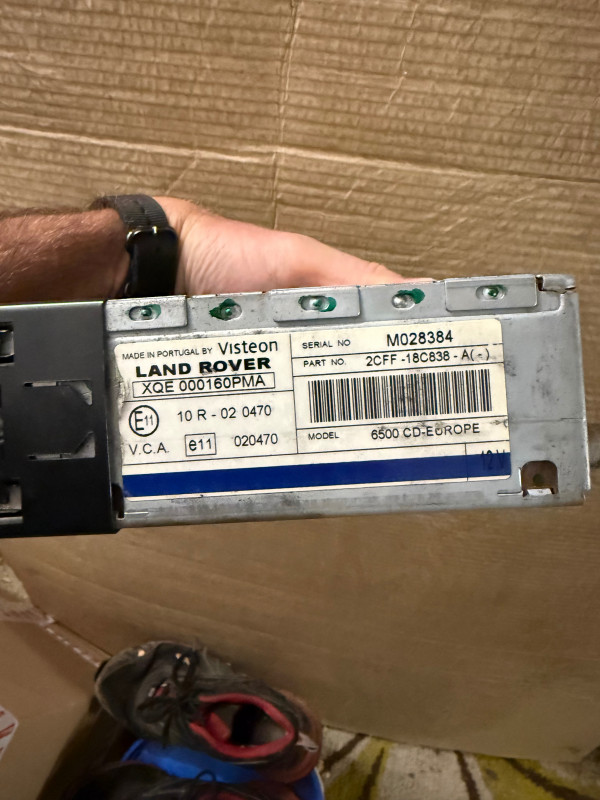 MADE IN PORTUGAL BY Visteon
LAND ROVER
XQE 000160PMA
E11 10 R - 02 0470
V.C.A. e11 020470
SERIAL NO M028384
PART NO. 2CFF -18C838 - A( - )
MODEL 6500 CD-EUROPE
12 V